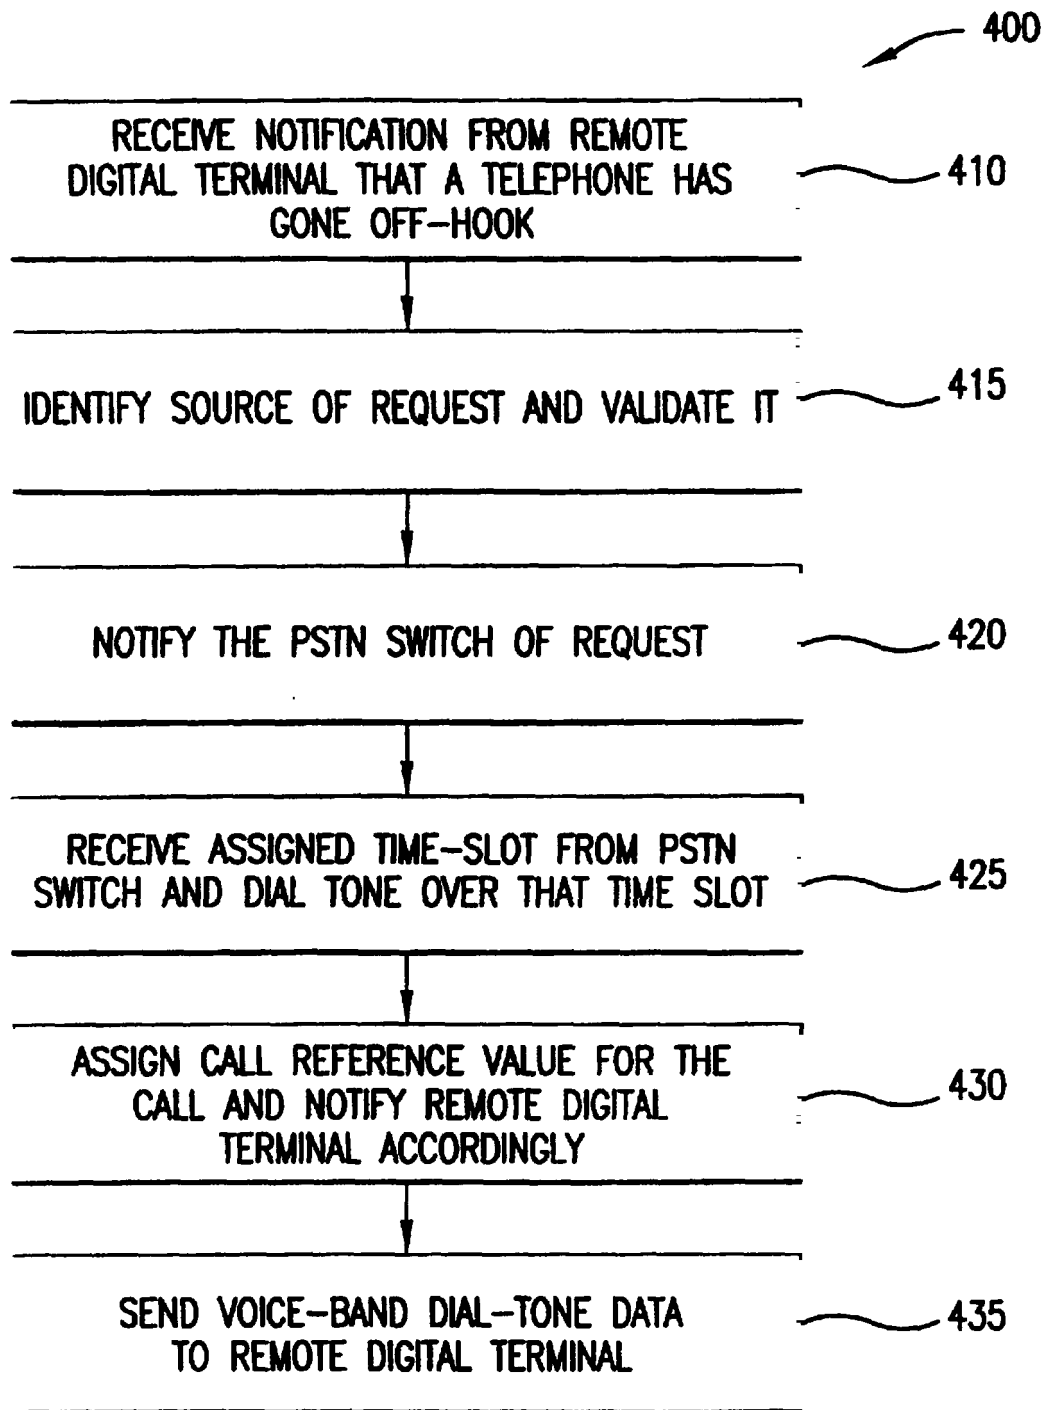 400
RECEIVE NOTIFICATION FROM REMOTE
DIGITAL TERMINAL THAT A TELEPHONE HAS
GONE OFF-HOOK
410
IDENTIFY SOURCE OF REQUEST AND VALIDATE IT
415
NOTIFY THE PSTN SWITCH OF REQUEST
420
RECEIVE ASSIGNED TIME-SLOT FROM PSTN
SWITCH AND DIAL TONE OVER THAT TIME SLOT
425
ASSIGN CALL REFERENCE VALUE FOR THE
CALL AND NOTIFY REMOTE DIGITAL
TERMINAL ACCORDINGLY
430
SEND VOICE-BAND DIAL-TONE DATA
TO REMOTE DIGITAL TERMINAL
435